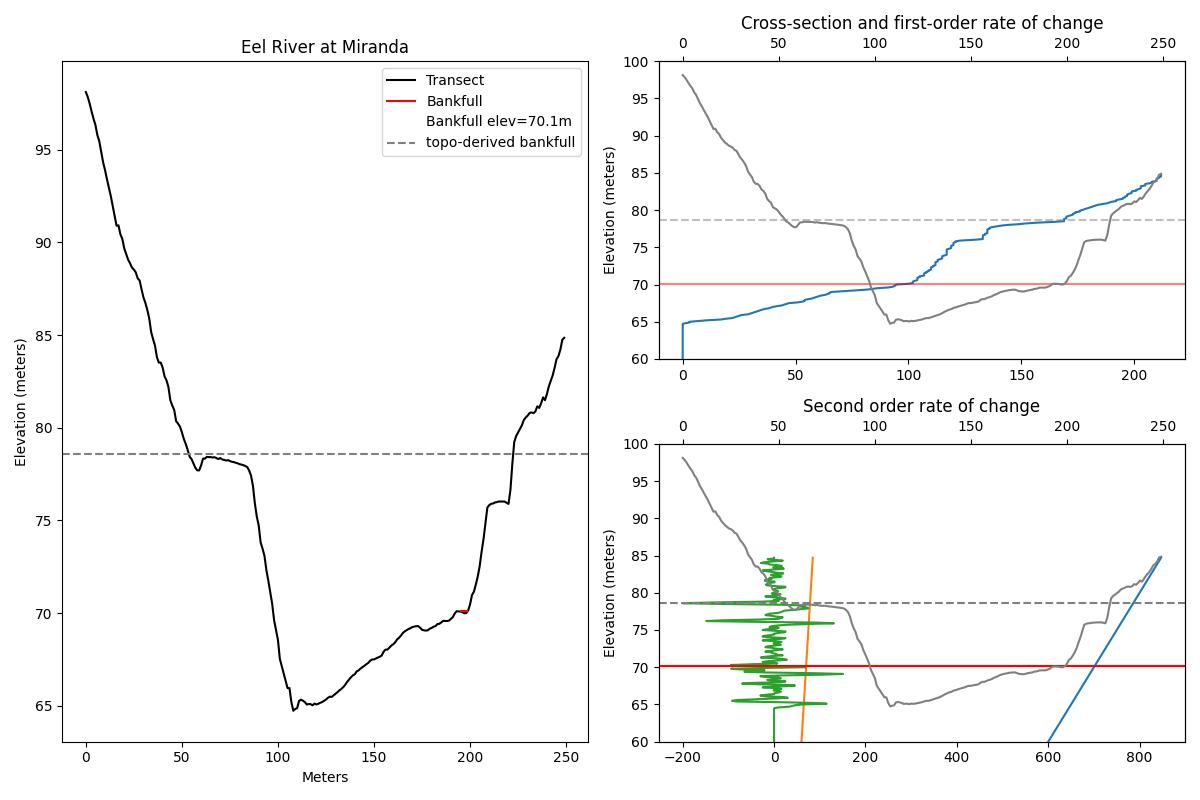 Eel River at Miranda
Transect
Bankfull
Bankfull elev=70.1m
topo-derived bankfull
95
90
85
80
75
70
65
Elevation (meters)
0 50 100 150 200 250
Meters
Cross-section and first-order rate of change
0 50 100 150 200 250
100
95
90
85
80
75
70
65
60
Elevation (meters)
0 50 100 150 200
Second order rate of change
0 50 100 150 200 250
100
95
90
85
80
75
70
65
60
Elevation (meters)
−200 0 200 400 600 800